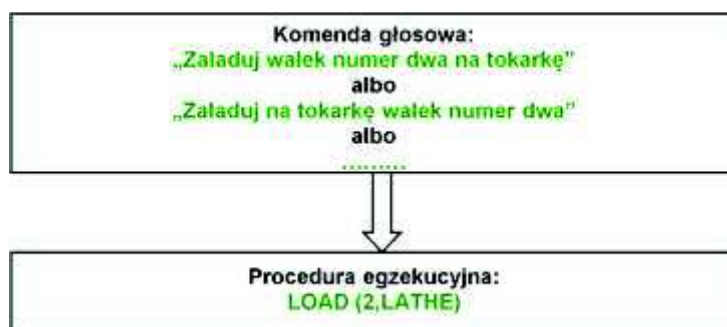 Komenda głosowa:
„Załaduj wałek numer dwa na tokarkę”
albo
„Załaduj na tokarkę wałek numer dwa”
albo
.........
Procedura egzekucyjna:
LOAD (2,LATHE)